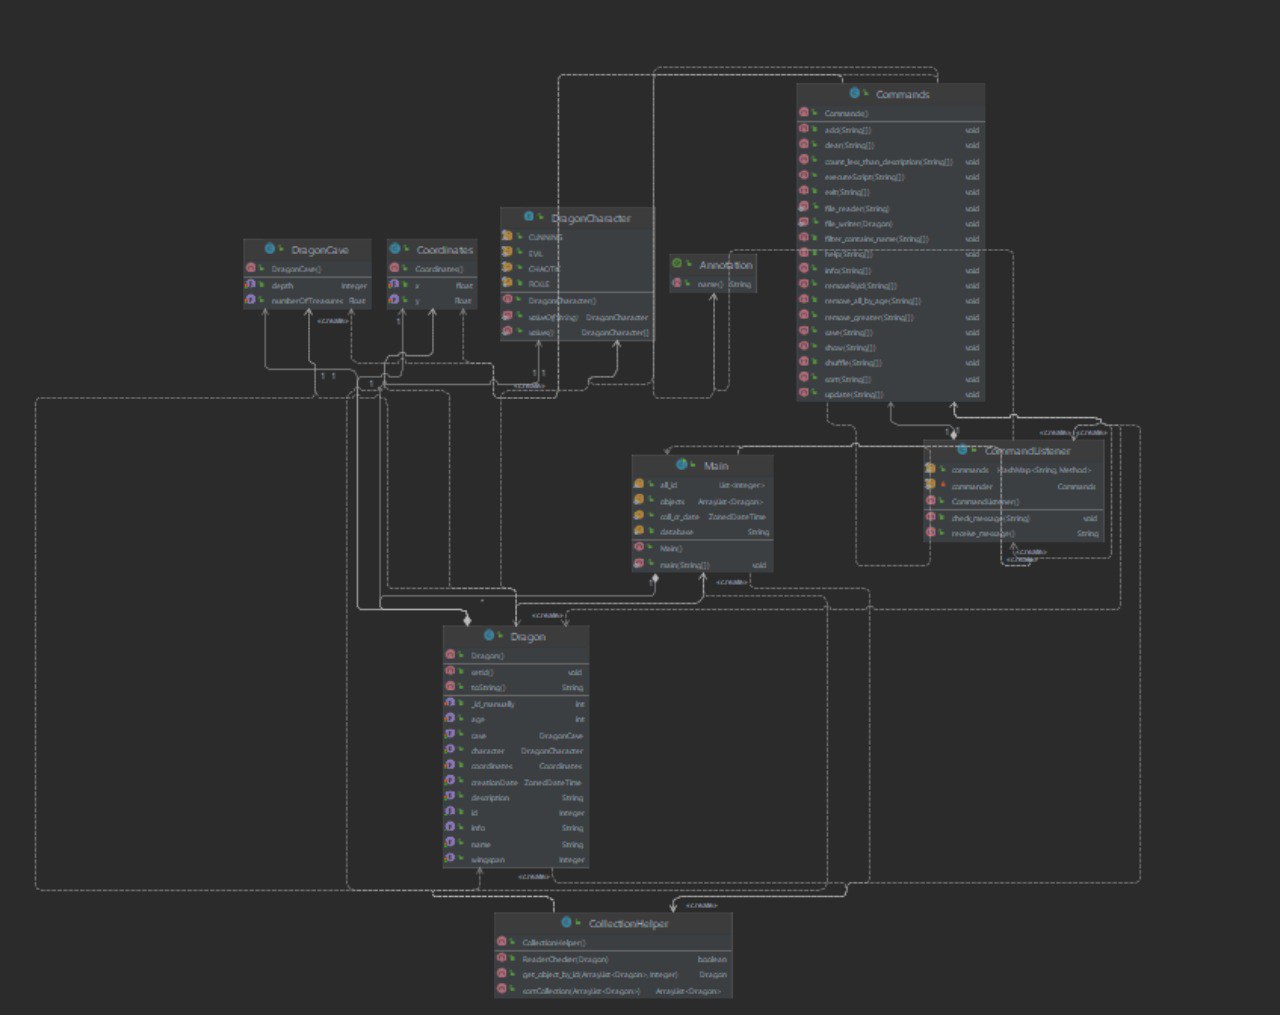 Commands
Commands()
add(String[]) void
clear(String[]) void
count_less_than_description(String[]) void
executeScript(String[]) void
exit(String[]) void
file_reader(String) void
file_writer(Dragon) void
filter_contains_name(String[]) void
help(String[]) void
info(String[]) void
removeById(String[]) void
remove_all_by_age(String[]) void
remove_greater(String[]) void
save(String[]) void
show(String[]) void
shuffle(String[]) void
sort(String[]) void
update(String[]) void
DragonCharacter
CUNNING
EVIL
CHAOTIC
DragonCharacter()
valueOf(String) DragonCharacter
values() DragonCharacter[]
DragonCave
DragonCave()
depth Integer
numberOfTreasures Float
Coordinates
Coordinates()
x float
y Float
Annotation
name() String
«create»
1
1 1
1
1 1
«create»
1 1
«create» «create»
CommandListener
commands HashMap<String, Method>
commander Commands
CommandListener()
check_message(String) void
receive_message() String
«create»
«create»
Main
all_id List<Integer>
objects ArrayList<Dragon>
coll_cr_date ZonedDateTime
database String
Main()
main(String[]) void
1
«create»
*
«create»
Dragon
Dragon()
setId() void
toString() String
_id_manually int
age int
cave DragonCave
character DragonCharacter
coordinates Coordinates
creationDate ZonedDateTime
description String
id Integer
info String
name String
wingspan Integer
«create»
«create»
CollectionHelper
CollectionHelper()
ReaderChecker(Dragon) boolean
get_object_by_id(ArrayList<Dragon>, Integer) Dragon
sortCollection(ArrayList<Dragon>) ArrayList<Dragon>